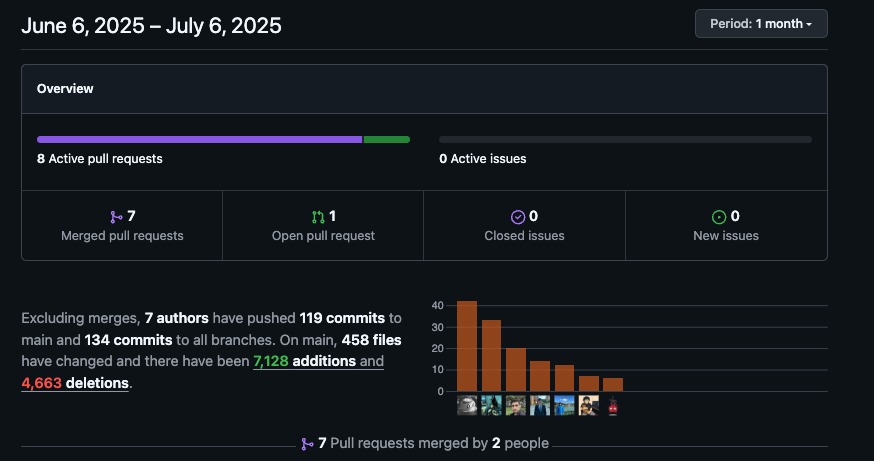 June 6, 2025 – July 6, 2025
Period: 1 month
Overview
8 Active pull requests
0 Active issues
7
Merged pull requests
1
Open pull request
0
Closed issues
0
New issues
Excluding merges, 7 authors have pushed 119 commits to
main and 134 commits to all branches. On main, 458 files
have changed and there have been 7,128 additions and
4,663 deletions.
40
30
20
10
0
7 Pull requests merged by 2 people